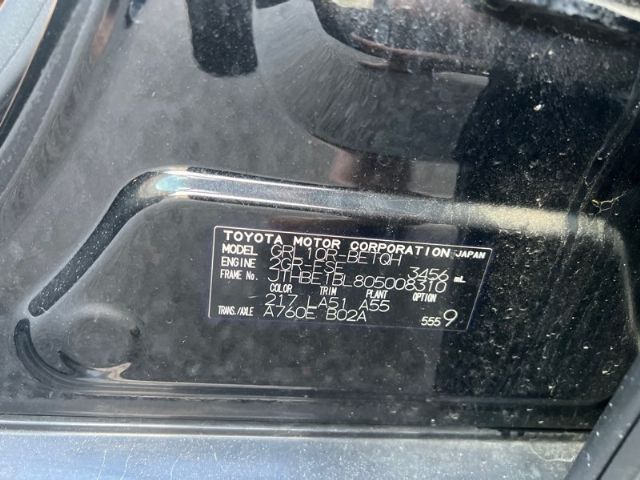 TOYOTA MOTOR CORPORATION JAPAN
MODEL GRL10R-BETQH
ENGINE 2GR-FSE 3456 mL
FRAME NO. JTHBE1BL805008310
COLOR TRIM PLANT OPTION
217 LA51 A55
TRANS./AXLE A760E B02A 5559